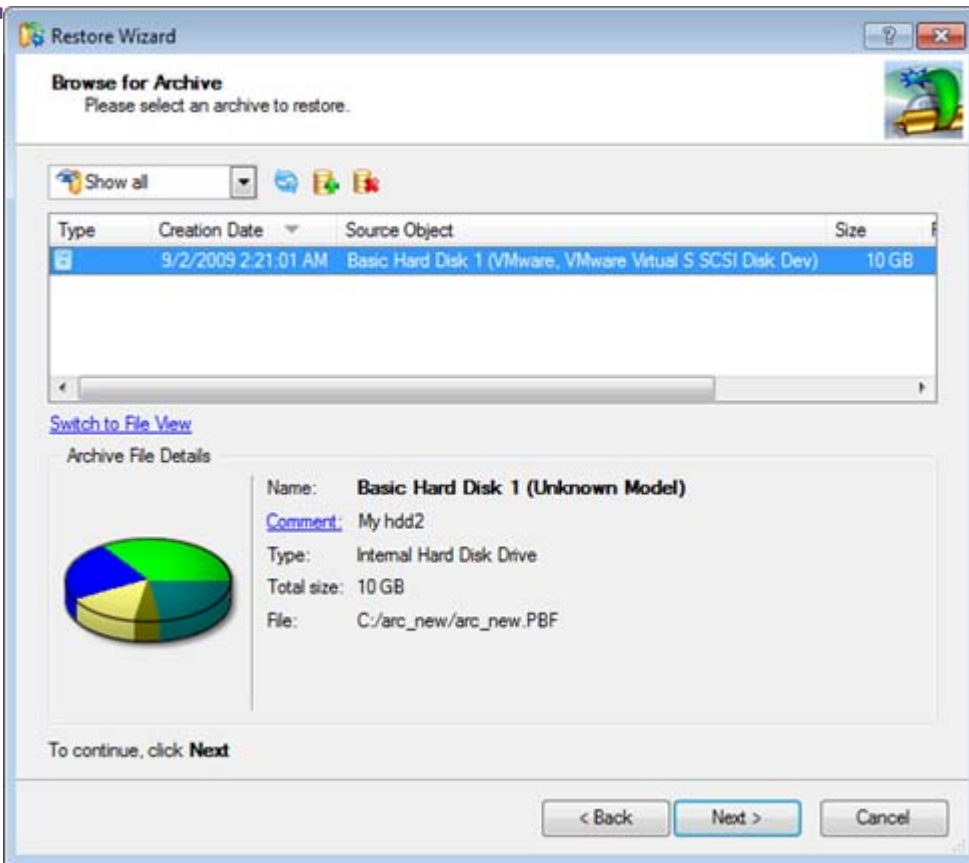 Restore Wizard
Browse for Archive
Please select an archive to restore.
Show all
Type Creation Date Source Object Size
9/2/2009 2:21:01 AM Basic Hard Disk 1 (VMware, VMware Virtual S SCSI Disk Dev) 10 GB
Switch to File View
Archive File Details
Name: Basic Hard Disk 1 (Unknown Model)
Comment: My hdd2
Type: Internal Hard Disk Drive
Total size: 10 GB
File: C:/arc_new/arc_new.PBF
To continue, click Next
< Back Next > Cancel